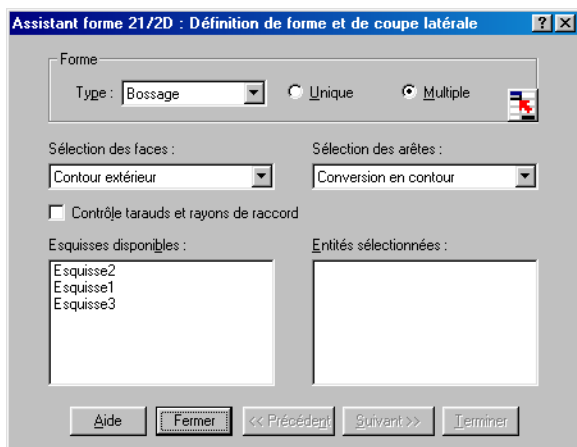 Assistant forme 21/2D : Définition de forme et de coupe latérale
Forme
Type : Bossage Unique Multiple
Sélection des faces : Sélection des arêtes :
Contour extérieur Conversion en contour
Contrôle tarauds et rayons de raccord
Esquisses disponibles : Entités sélectionnées :
Esquisse2
Esquisse1
Esquisse3
Aide Fermer << Précédent Suivant >> Terminer